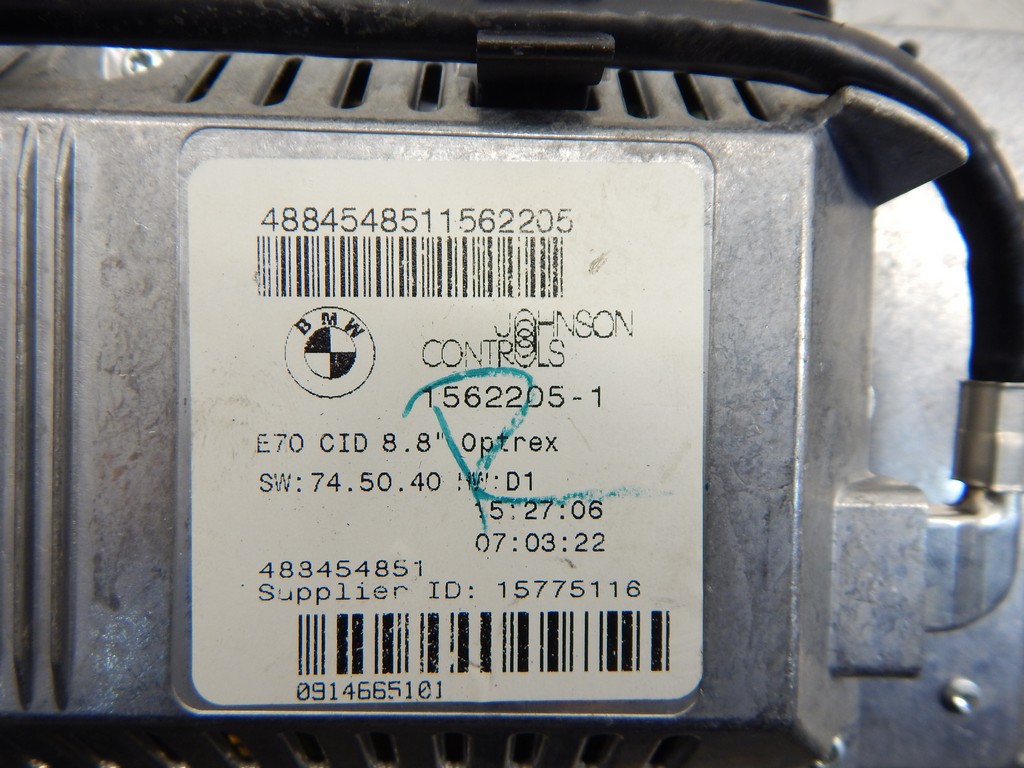 4884548511562205
BMW
JOHNSON
CONTROLS
1562205-1
E70 CID 8.8" Optrex
SW:74.50.40 HW:D1
15:27:06
07:03:22
483454851
Supplier ID: 15775116
0914665101